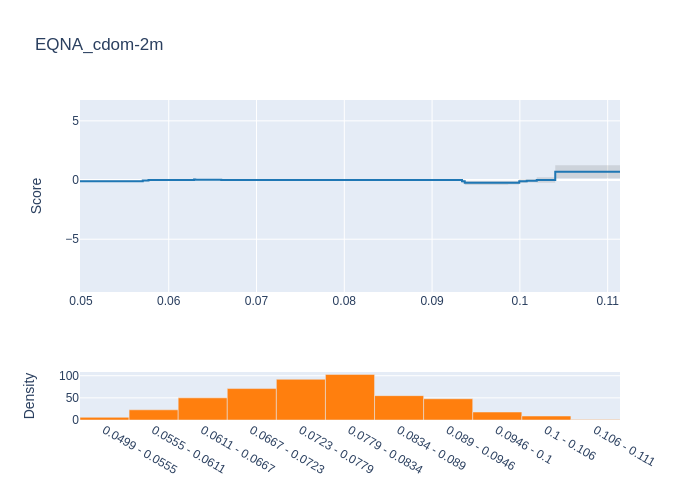 EQNA_cdom-2m
5
0
−5
Score
0.05
0.06
0.07
0.08
0.09
0.1
0.11
100
50
0
Density
0.0499 - 0.0555
0.0555 - 0.0611
0.0611 - 0.0667
0.0667 - 0.0723
0.0723 - 0.0779
0.0779 - 0.0834
0.0834 - 0.089
0.089 - 0.0946
0.0946 - 0.1
0.1 - 0.106
0.106 - 0.111